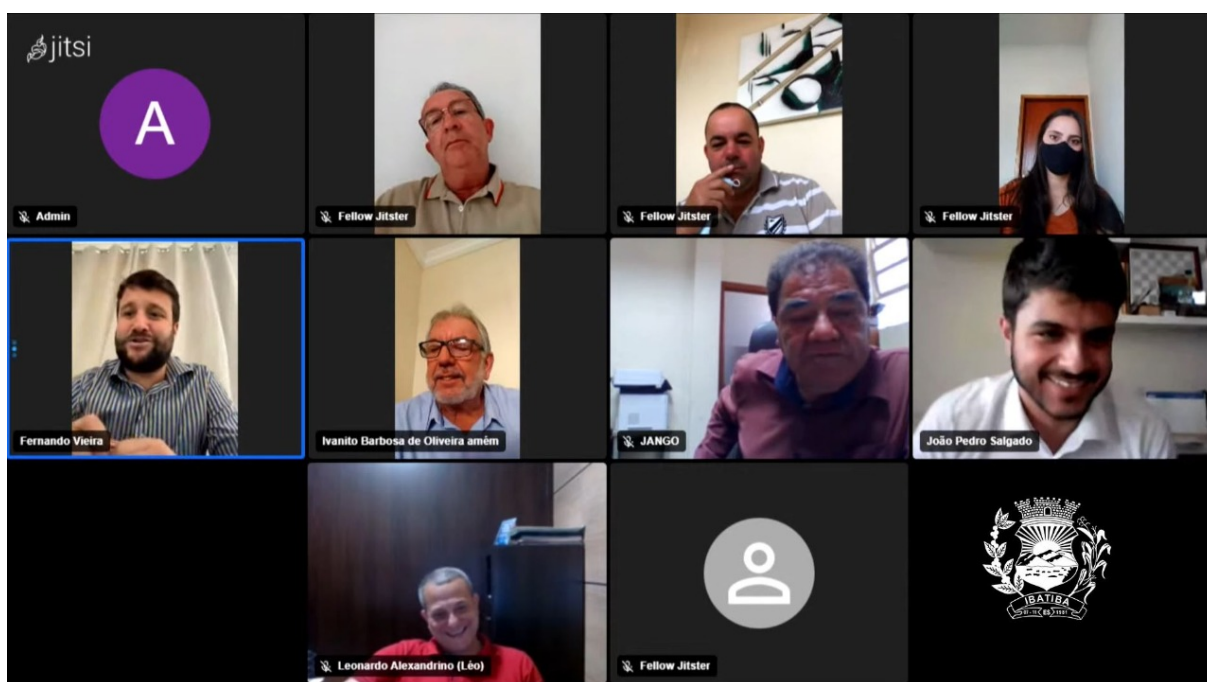 jitsi
A
Admin
Fellow Jitster
Fellow Jitster
Fellow Jitster
Fernando Vieira
Ivanito Barbosa de Oliveira amém
JANGO
João Pedro Salgado
Leonardo Alexandrino (Léo)
Fellow Jitster
IBATIBA
ES